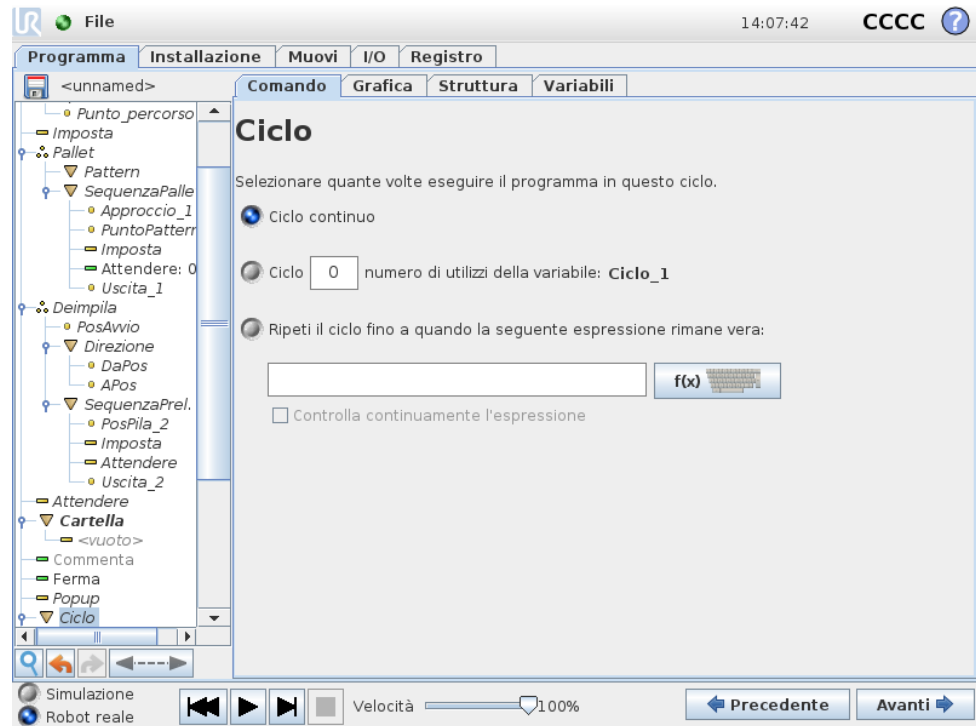 UR File 14:07:42 CCCC ?
Programma Installazione Muovi I/O Registro
<unnamed>
Comando Grafica Struttura Variabili
Punto_percorso
Imposta
Pallet
Pattern
SequenzaPalle
Approccio_1
PuntoPattern
Imposta
Attendere: 0
Uscita_1
Deimpila
PosAvvio
Direzione
DaPos
APos
SequenzaPrel.
PosPila_2
Imposta
Attendere
Uscita_2
Attendere
Cartella
<vuoto>
Commenta
Ferma
Popup
Ciclo
Ciclo
Selezionare quante volte eseguire il programma in questo ciclo.
Ciclo continuo
Ciclo 0 numero di utilizzi della variabile: Ciclo_1
Ripeti il ciclo fino a quando la seguente espressione rimane vera:
f(x)
Controlla continuamente l'espressione
Simulazione
Robot reale
Velocità 100%
Precedente Avanti